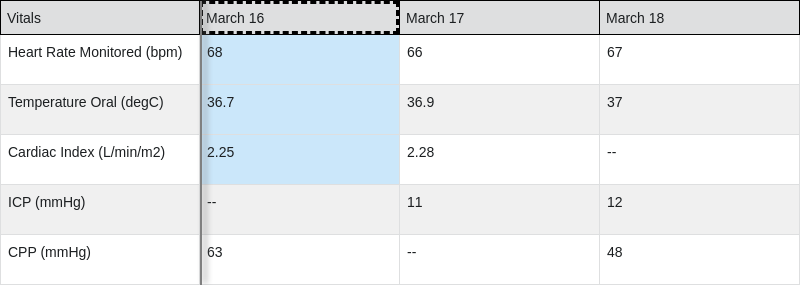 Vitals March 16 March 17 March 18
Heart Rate Monitored (bpm) 68 66 67
Temperature Oral (degC) 36.7 36.9 37
Cardiac Index (L/min/m2) 2.25 2.28 --
ICP (mmHg) -- 11 12
CPP (mmHg) 63 -- 48